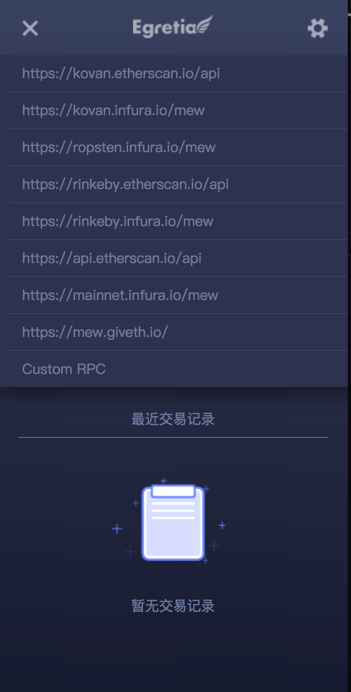 Egretia
https://kovan.etherscan.io/api
https://kovan.infura.io/mew
https://ropsten.infura.io/mew
https://rinkeby.etherscan.io/api
https://rinkeby.infura.io/mew
https://api.etherscan.io/api
https://mainnet.infura.io/mew
https://mew.giveth.io/
Custom RPC
最近交易记录
暂无交易记录